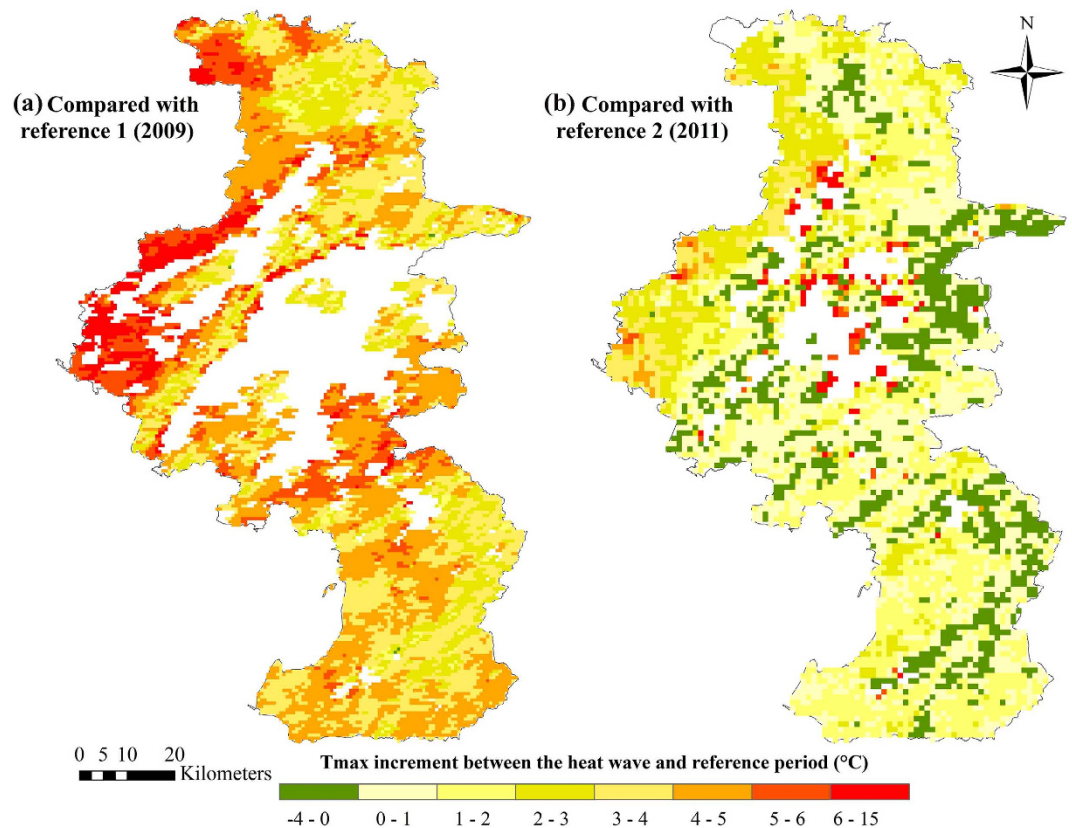 N
(a) Compared with
reference 1 (2009)
(b) Compared with
reference 2 (2011)
0 5 10 20
Kilometers
Tmax increment between the heat wave and reference period (°C)
-4 - 0 0 - 1 1 - 2 2 - 3 3 - 4 4 - 5 5 - 6 6 - 15